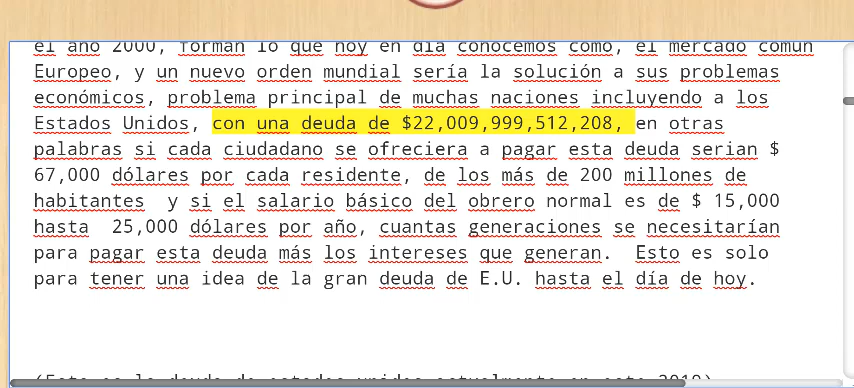 el año 2000, forman lo que hoy en día conocemos como, el mercado común
Europeo, y un nuevo orden mundial sería la solución a sus problemas
económicos, problema principal de muchas naciones incluyendo a los
Estados Unidos, con una deuda de $22,009,999,512,208, en otras
palabras si cada ciudadano se ofreciera a pagar esta deuda serian $
67,000 dólares por cada residente, de los más de 200 millones de
habitantes  y si el salario básico del obrero normal es de $ 15,000
hasta  25,000 dólares por año, cuantas generaciones se necesitarían
para pagar esta deuda más los intereses que generan.  Esto es solo
para tener una idea de la gran deuda de E.U. hasta el día de hoy.